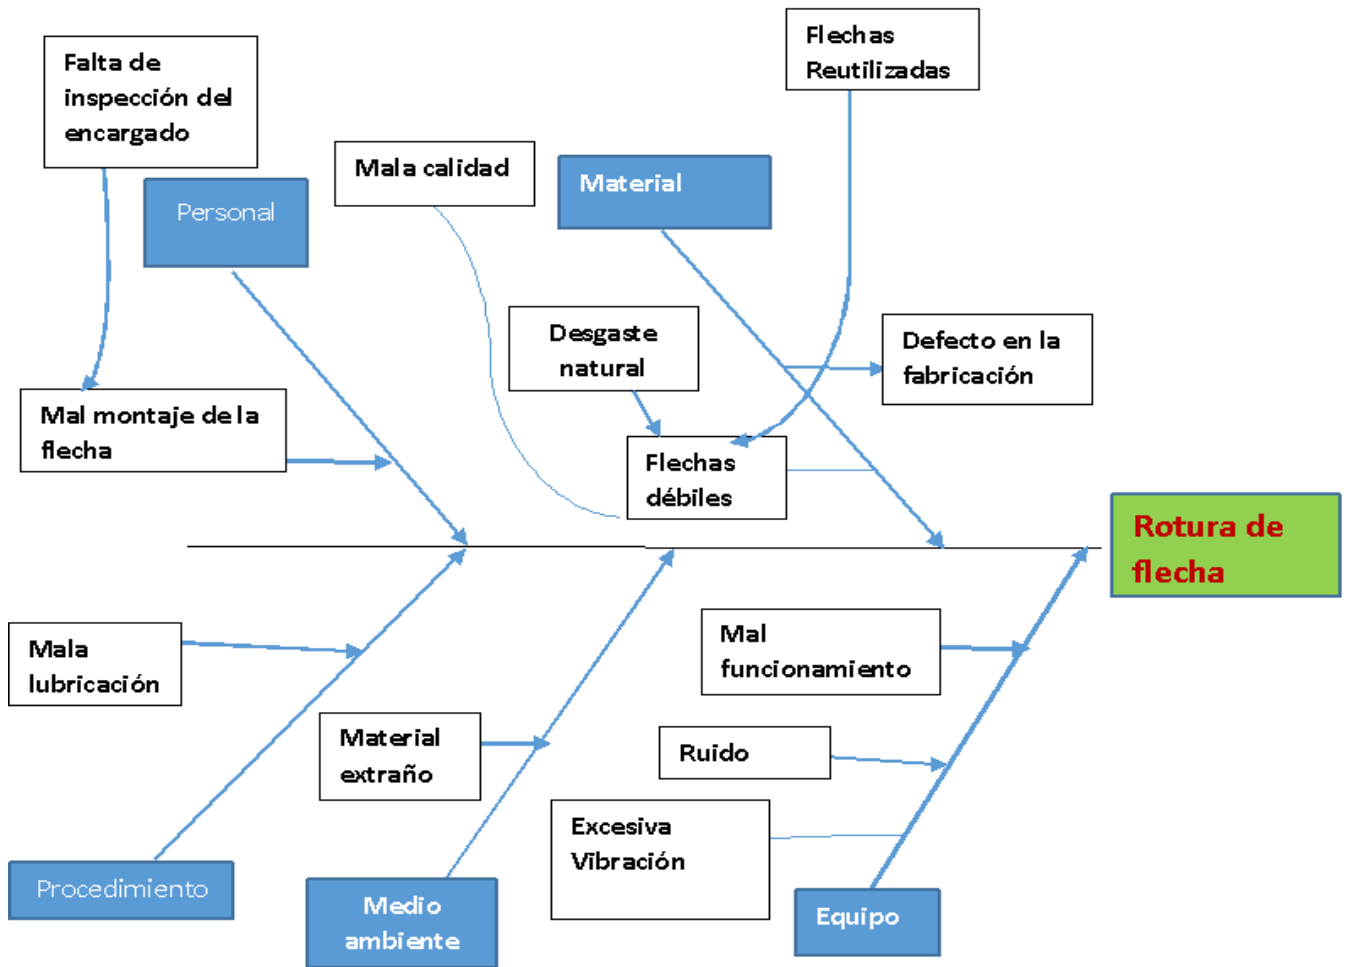 Flechas
Reutilizadas
Falta de
inspección del
encargado
Mala calidad
Material
Personal
Desgaste
natural
Defecto en la
fabricación
Mal montaje de la
flecha
Flechas
débiles
Rotura de
flecha
Mala
lubricación
Mal
funcionamiento
Material
extraño
Ruido
Excesiva
Vibración
Procedimiento
Medio
ambiente
Equipo